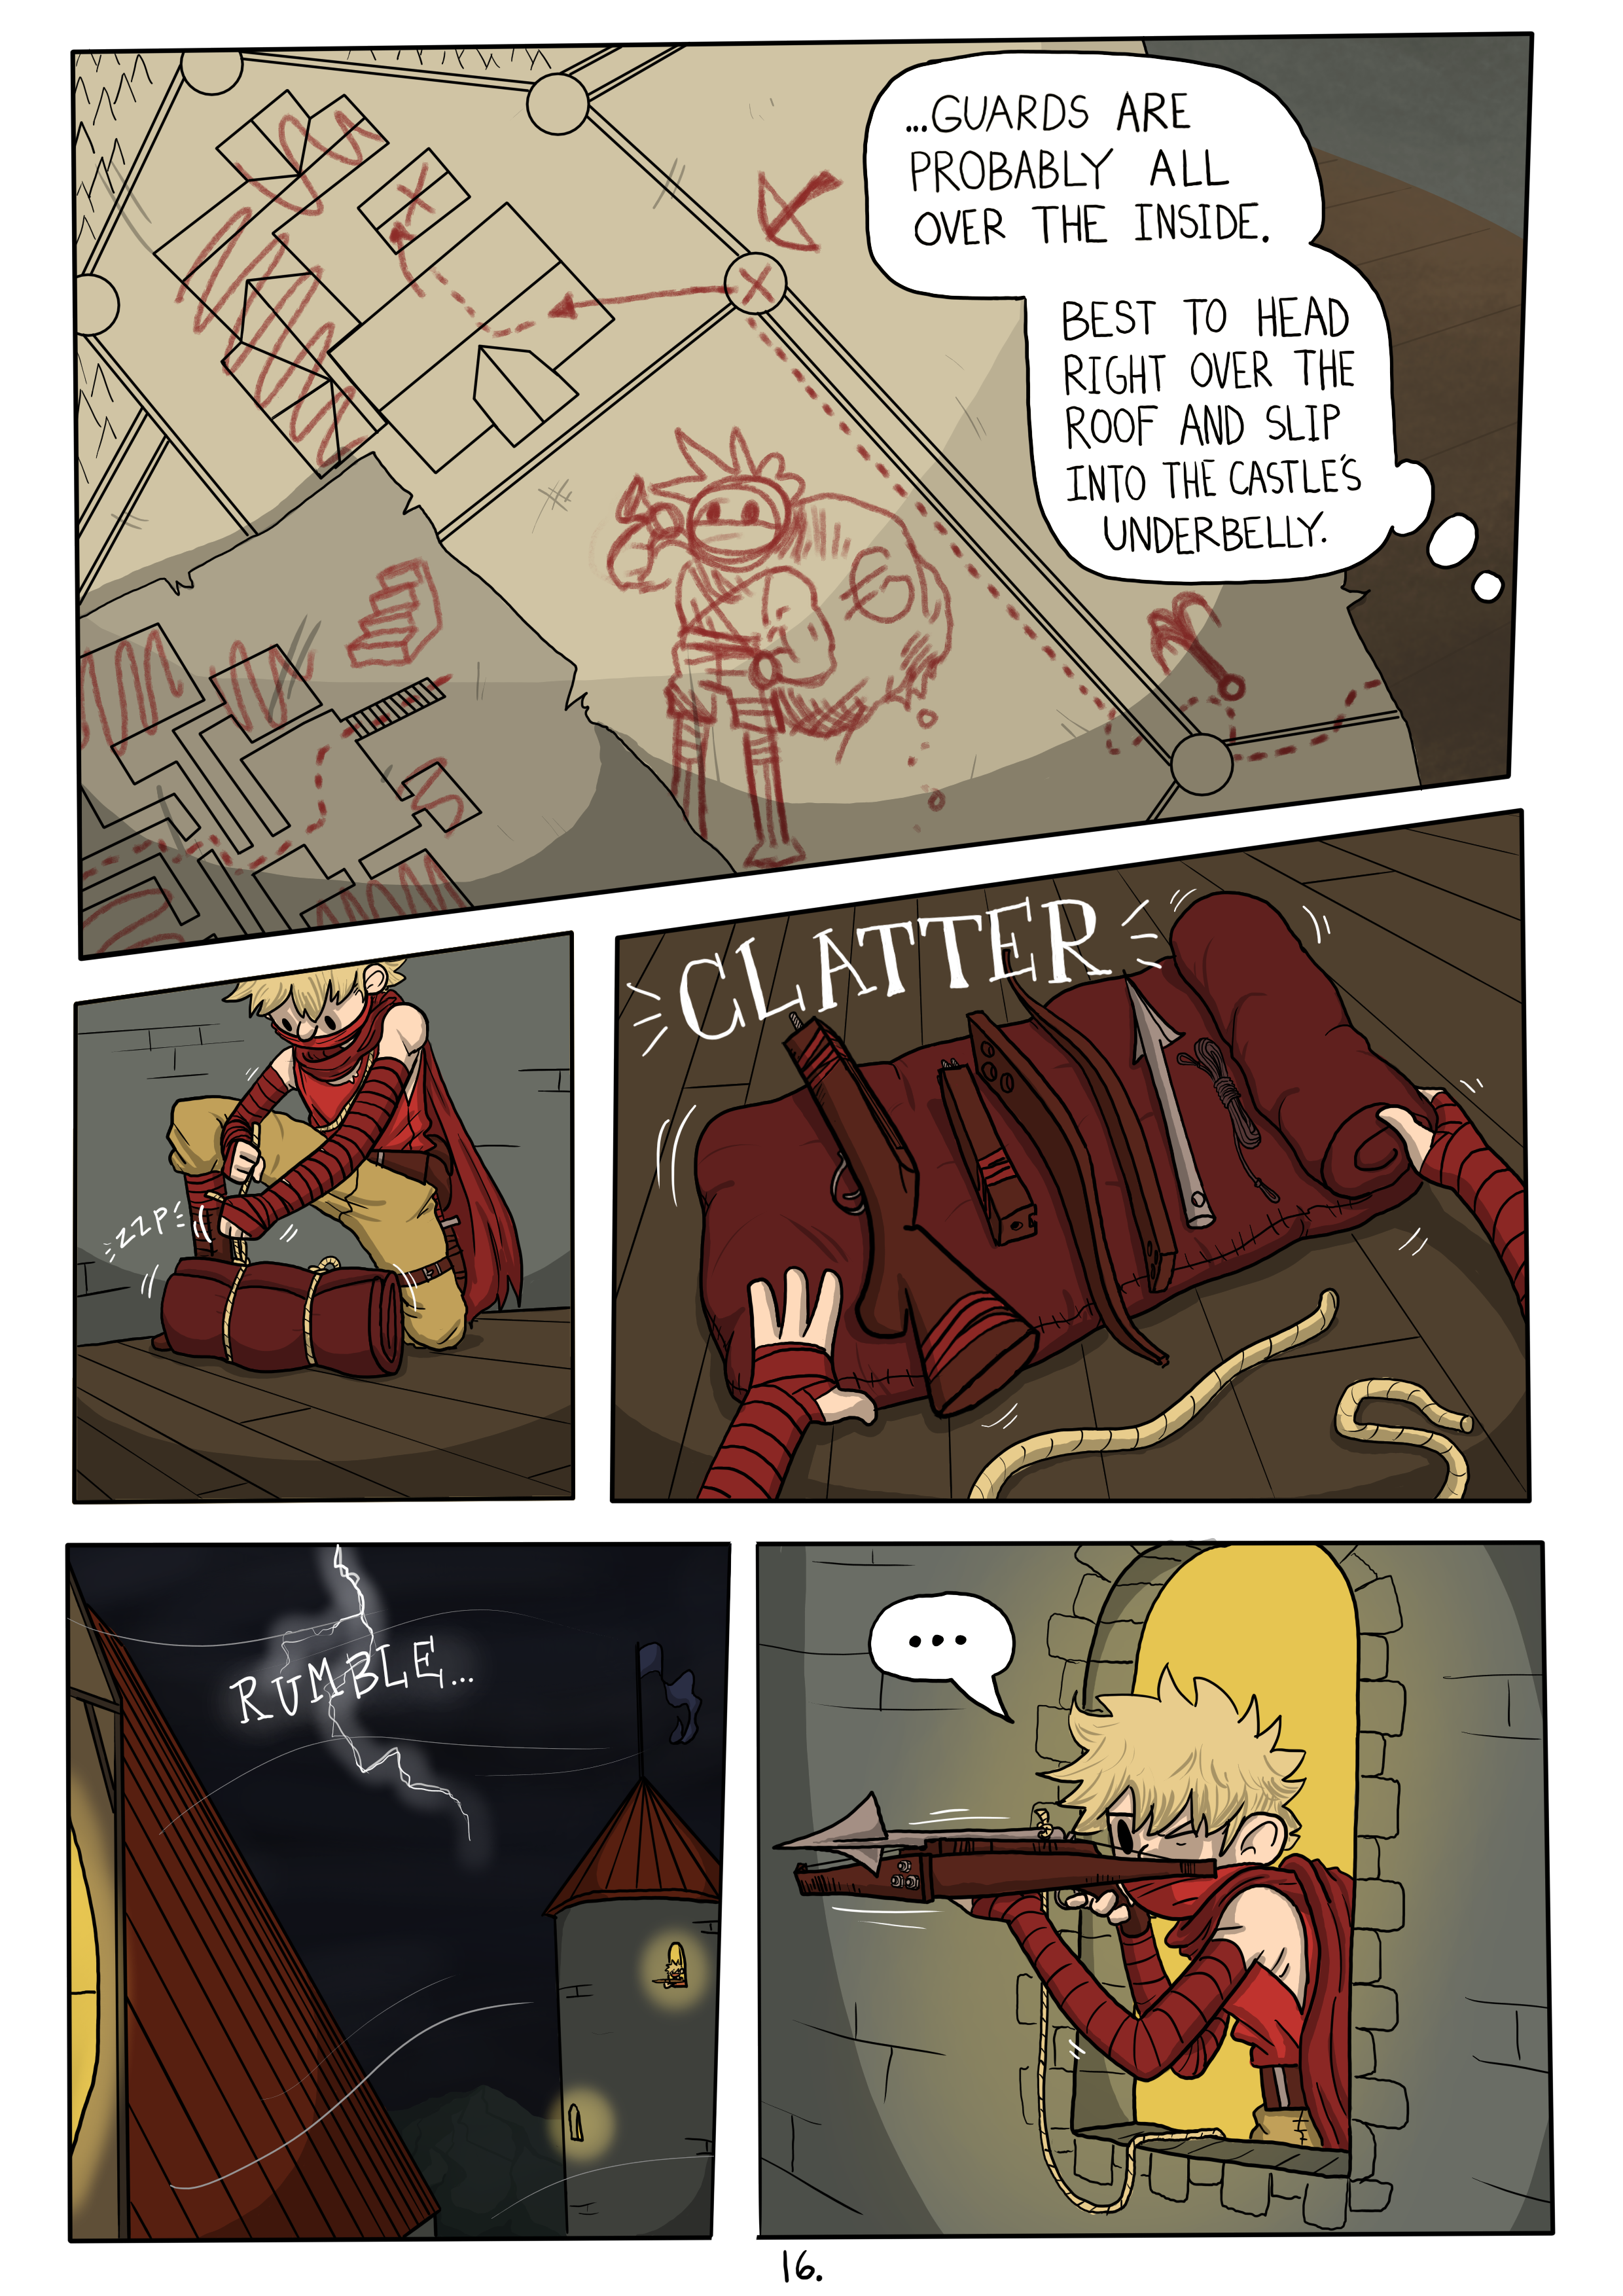 ...GUARDS ARE
PROBABLY ALL
OVER THE INSIDE.
BEST TO HEAD
RIGHT OVER THE
ROOF AND SLIP
INTO THE CASTLE'S
UNDERBELLY.
ZZP
CLATTER
RUMBLE...
...
16.